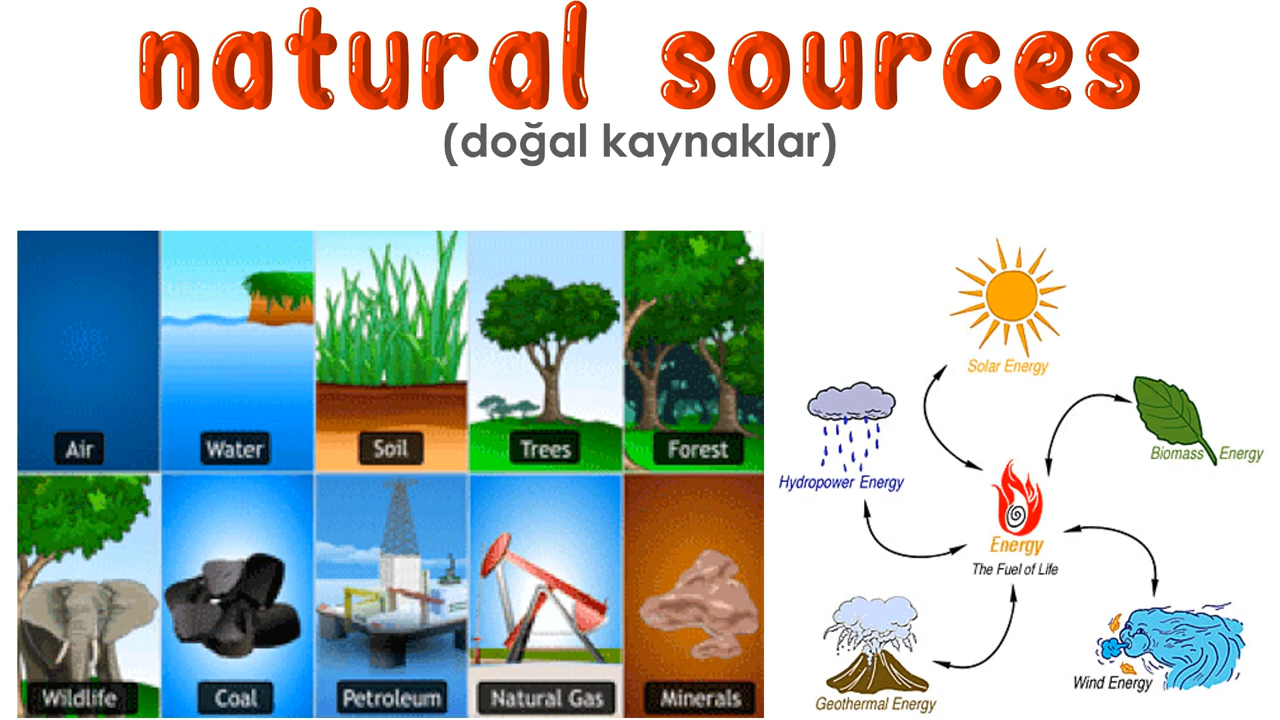 natural sources
(doğal kaynaklar)
Air
Water
Soil
Trees
Forest
Wildlife
Coal
Petroleum
Natural Gas
Minerals
Solar Energy
Biomass Energy
Hydropower Energy
Energy
The Fuel of Life
Wind Energy
Geothermal Energy